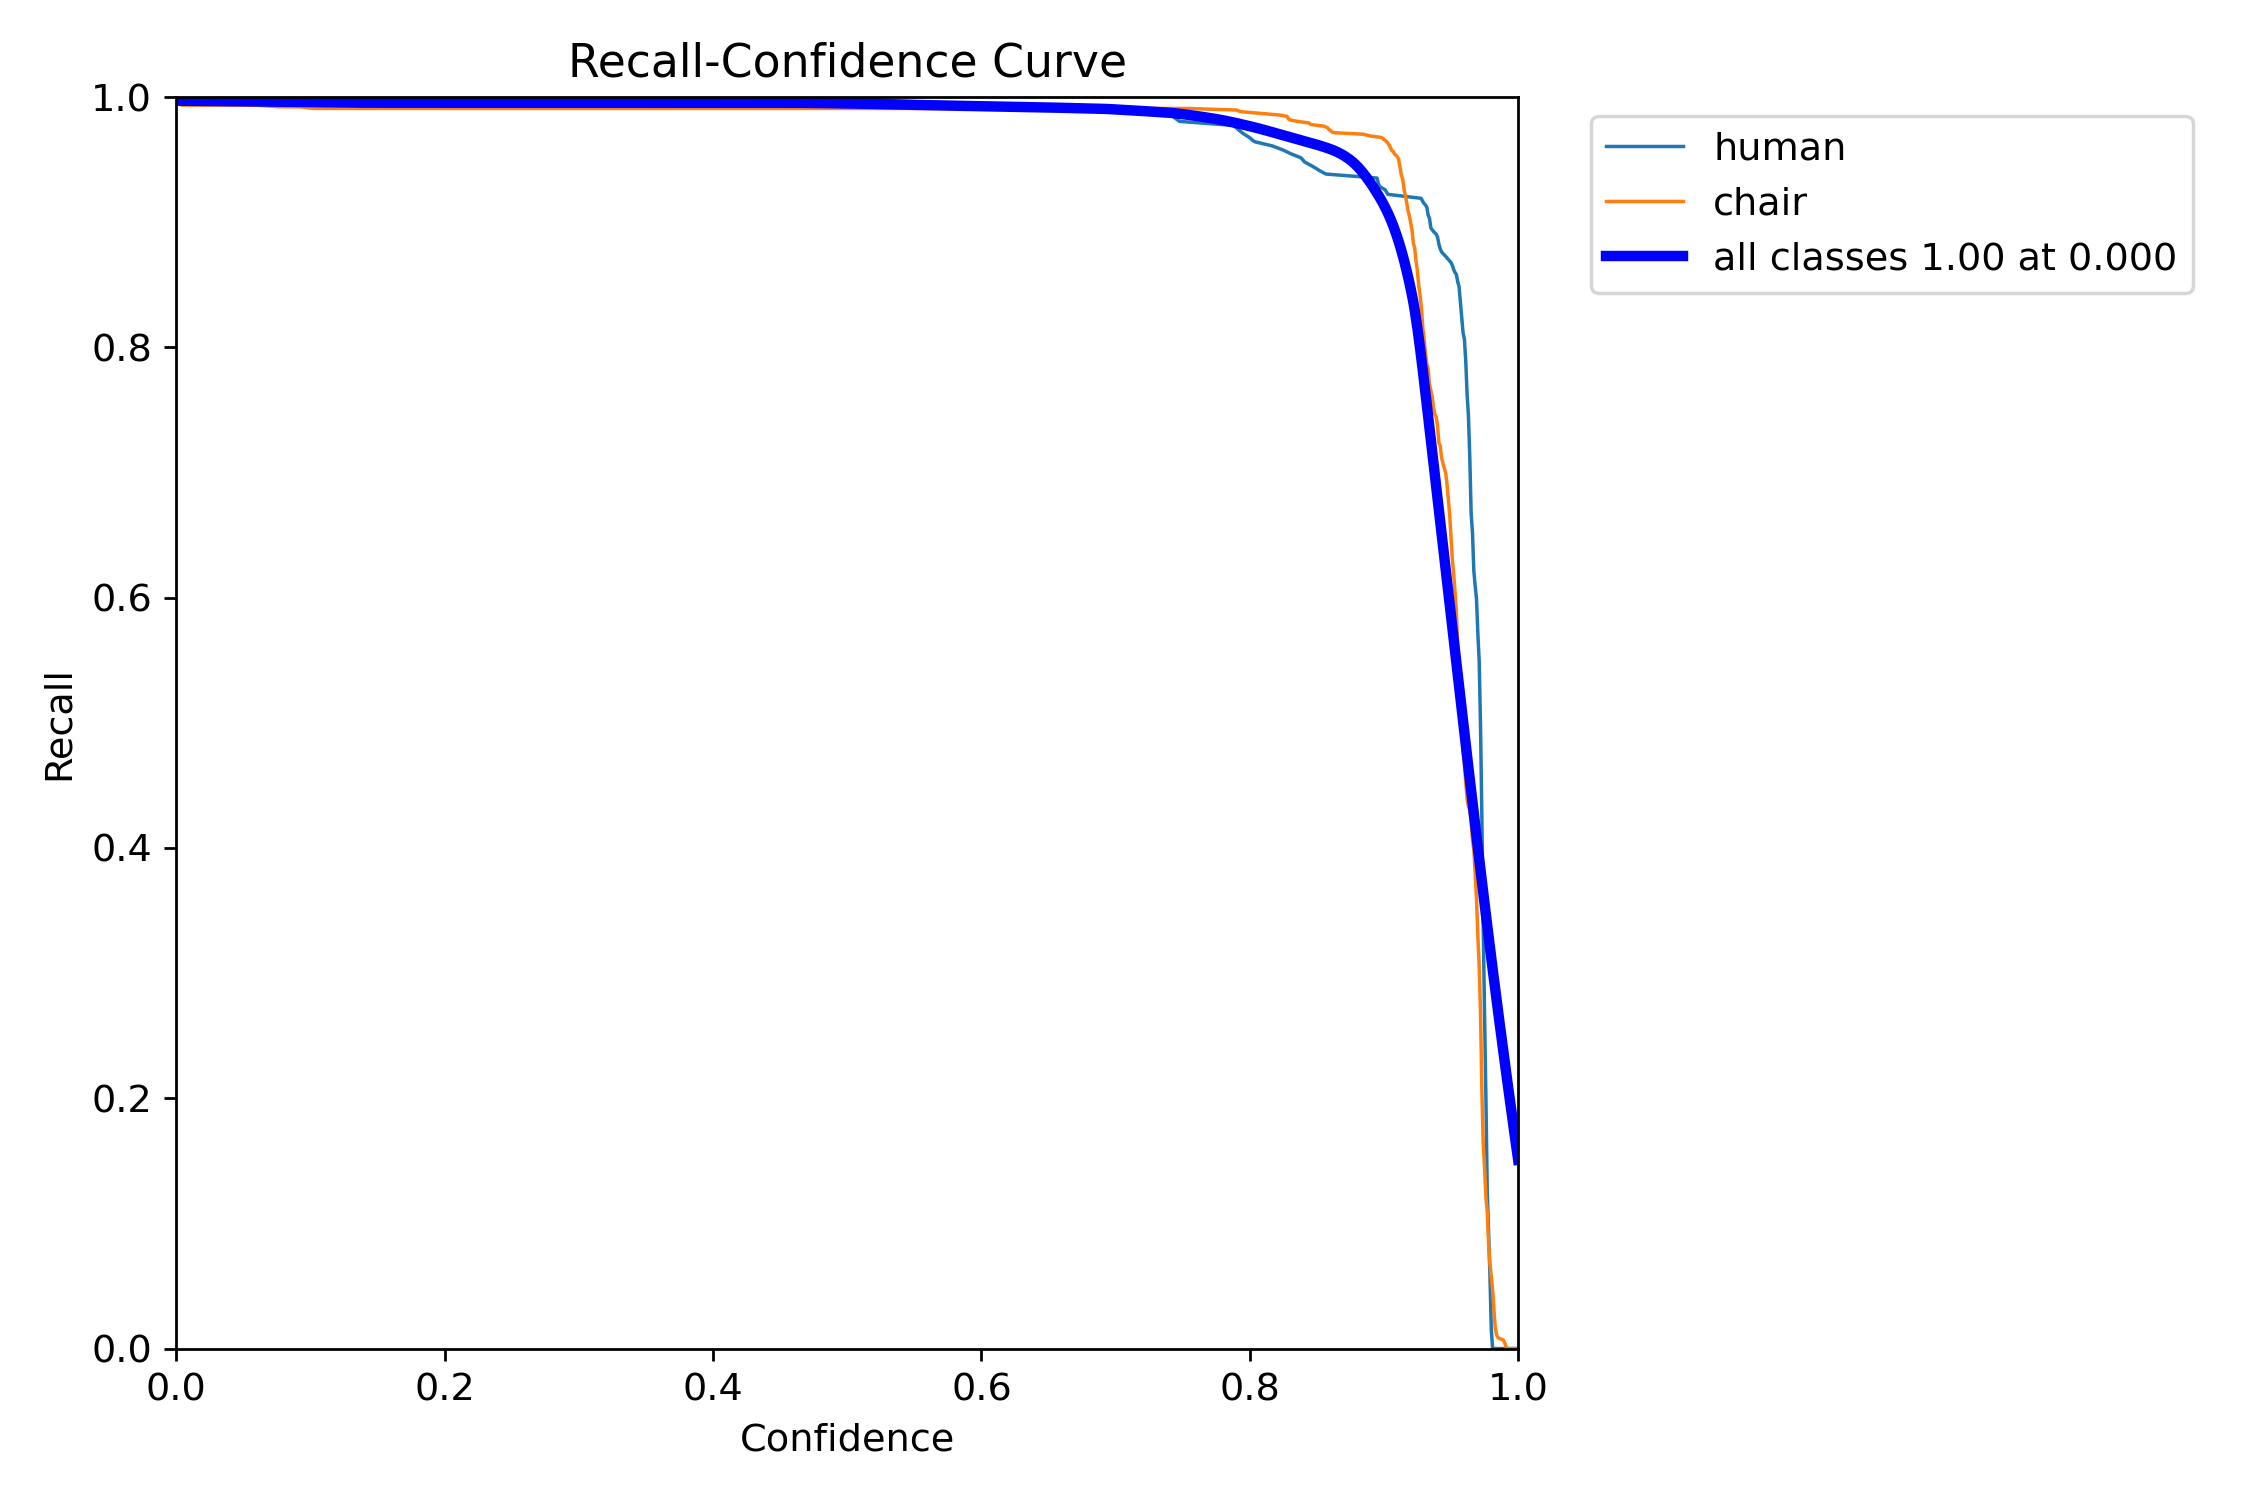 Recall-Confidence Curve
1.0
0.8
0.6
0.4
0.2
0.0
Recall
0.0 0.2 0.4 0.6 0.8 1.0
Confidence
human
chair
all classes 1.00 at 0.000